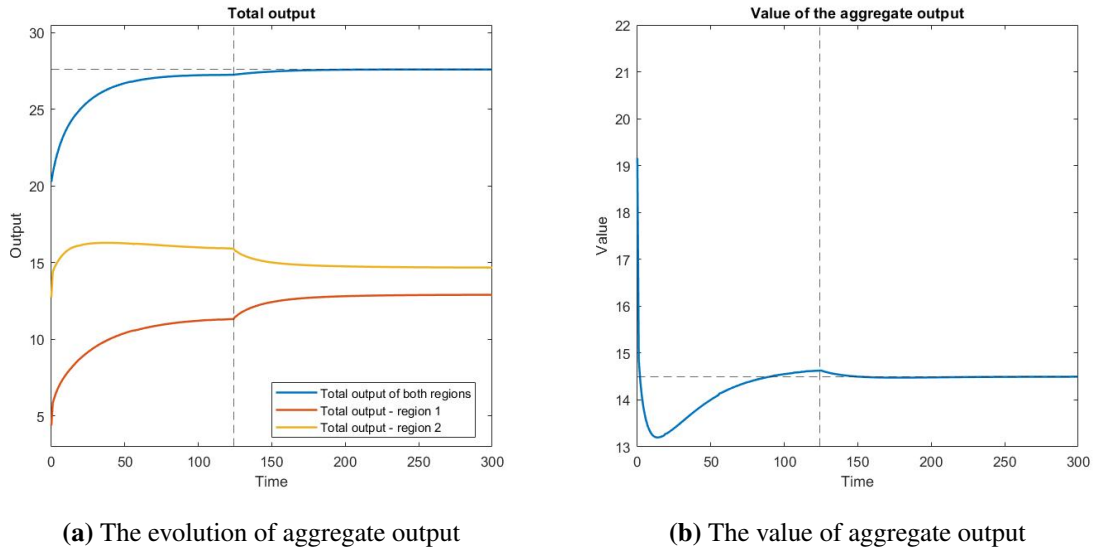 Total output
30
25
20
15
10
5
Output
0 50 100 150 200 250 300
Time
Total output of both regions
Total output - region 1
Total output - region 2
(a) The evolution of aggregate output
Value of the aggregate output
22
21
20
19
18
17
16
15
14
13
Value
0 50 100 150 200 250 300
Time
(b) The value of aggregate output